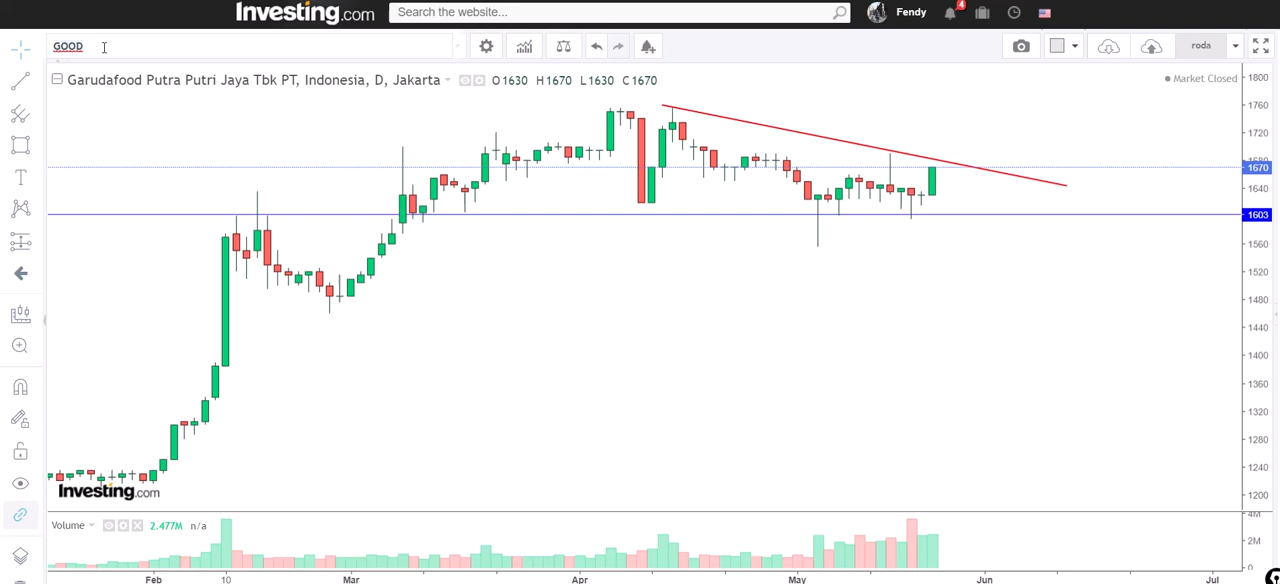 Investing.com
Search the website...
Fendy
4
GOOD
roda
Garudafood Putra Putri Jaya Tbk PT, Indonesia, D, Jakarta
O1630 H1670 L1630 C1670
Market Closed
1800
1760
1720
1680
1670
1640
1603
1560
1520
1480
1440
1400
1360
1320
1280
1240
1200
Investing.com
Volume
2.477M n/a
4M
2M
0
Feb 10 Mar Apr May Jun Jul